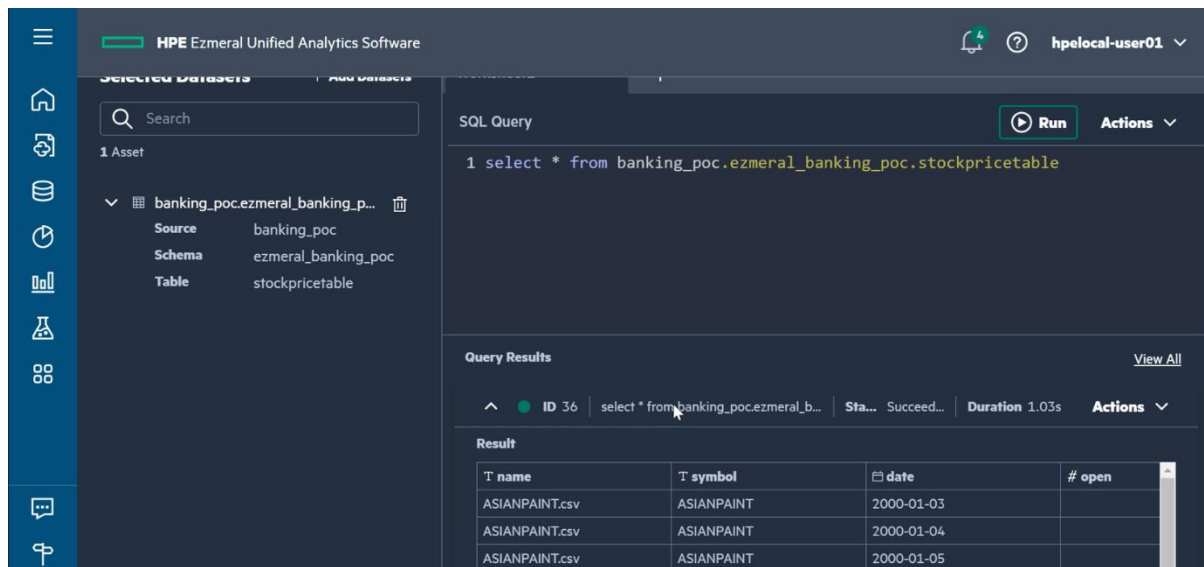 HPE Ezmeral Unified Analytics Software
4
hpelocal-user01
Selected Datasets
Add Datasets
Search
1 Asset
banking_poc.ezmeral_banking_p...
Source banking_poc
Schema ezmeral_banking_poc
Table stockpricetable
SQL Query
Run
Actions
1 select * from banking_poc.ezmeral_banking_poc.stockpricetable
Query Results
View All
ID 36 select * from banking_poc.ezmeral_b... Sta... Succeed... Duration 1.03s Actions
Result
T name T symbol date # open
ASIANPAINT.csv ASIANPAINT 2000-01-03
ASIANPAINT.csv ASIANPAINT 2000-01-04
ASIANPAINT.csv ASIANPAINT 2000-01-05